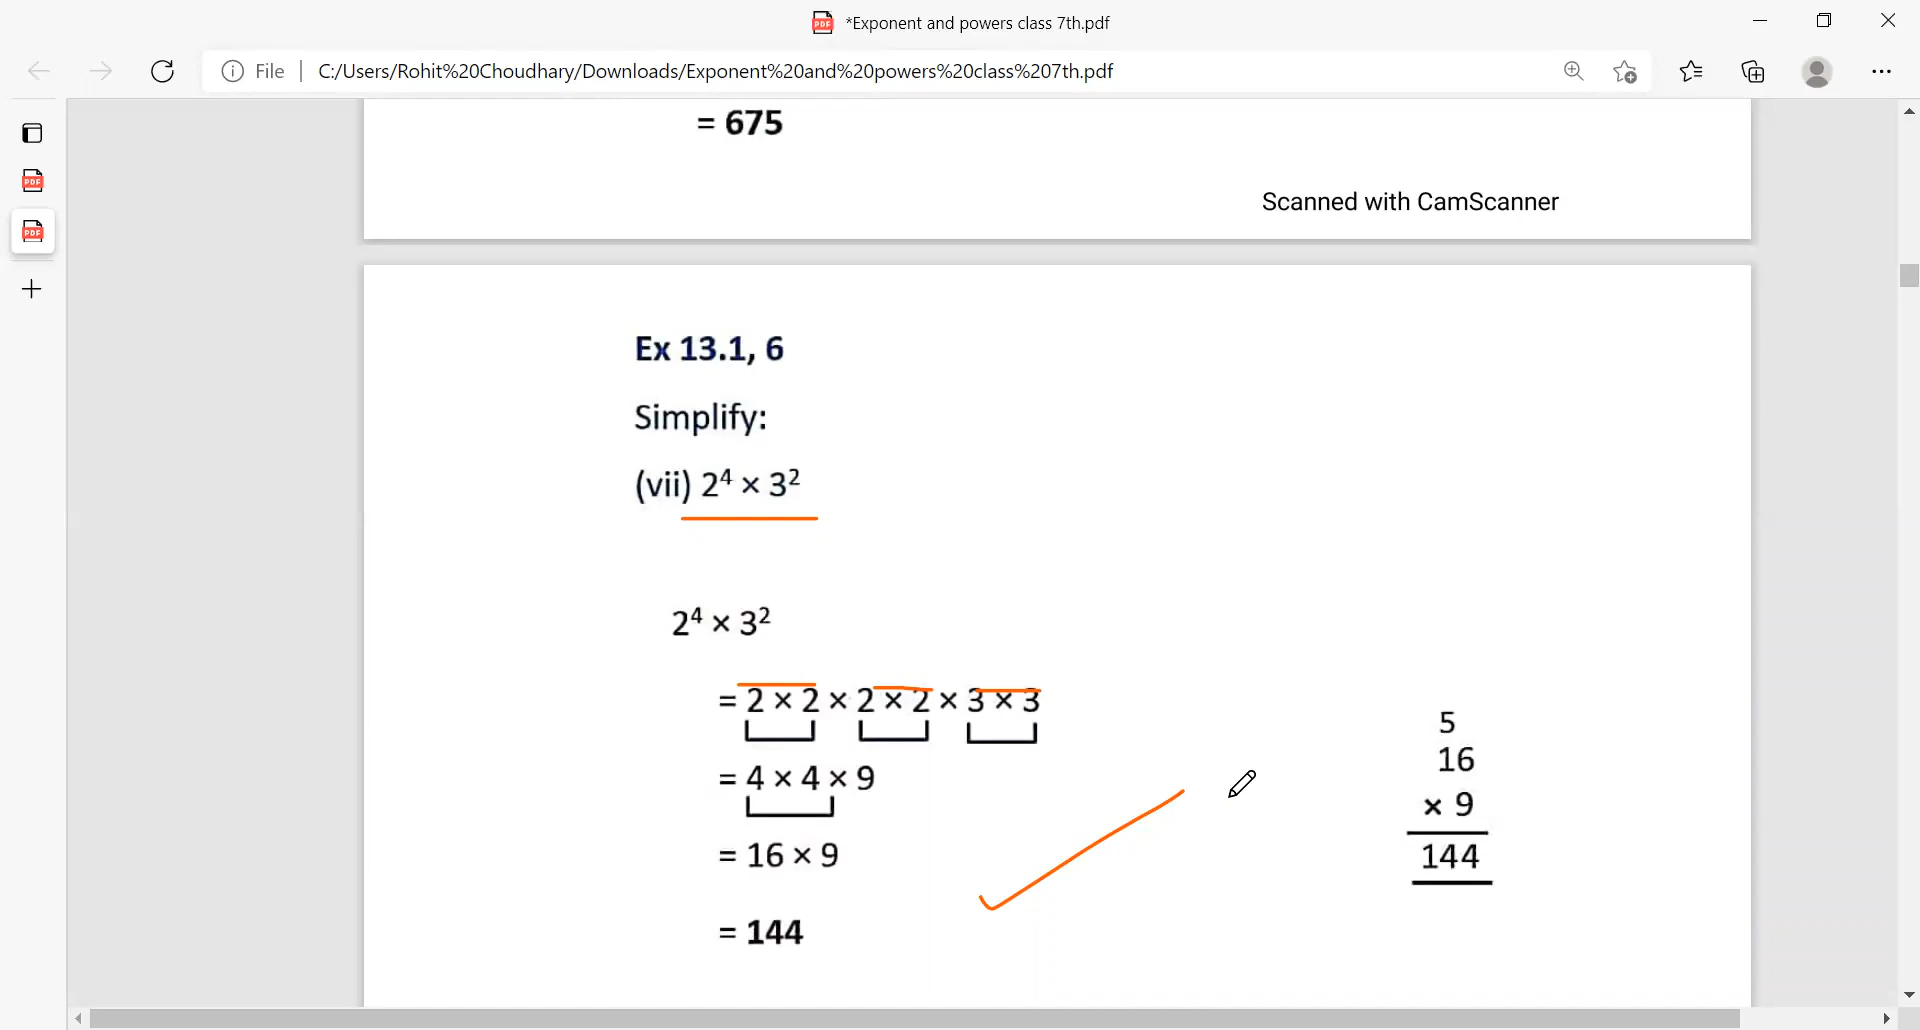 *Exponent and powers class 7th.pdf
File | C:/Users/Rohit%20Choudhary/Downloads/Exponent%20and%20powers%20class%207th.pdf
= 675
Scanned with CamScanner
Ex 13.1, 6
Simplify:
(vii) 2⁴ × 3²
2⁴ × 3²
= 2 × 2 × 2 × 2 × 3 × 3
= 4 × 4 × 9
= 16 × 9
= 144
5
16
× 9
144